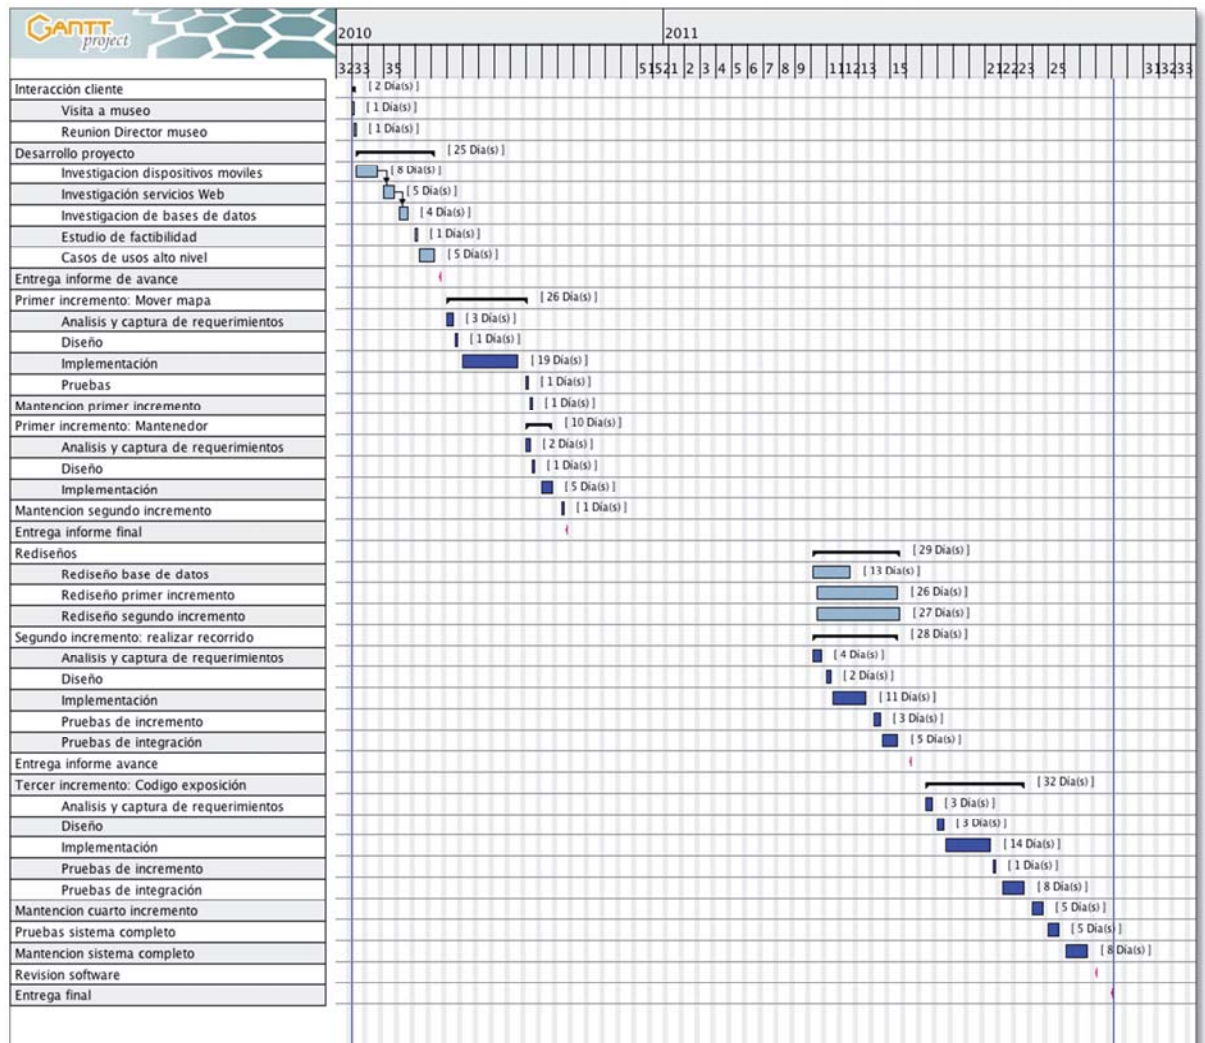 GANTT
project
2010 2011
3233 35 51521 2 3 4 5 6 7 8 9 111213 15 212223 25 313233
Interacción cliente [ 2 Día(s) ]
Visita a museo [ 1 Día(s) ]
Reunion Director museo [ 1 Día(s) ]
Desarrollo proyecto [ 25 Día(s) ]
Investigacion dispositivos moviles [ 8 Día(s) ]
Investigación servicios Web [ 5 Día(s) ]
Investigacion de bases de datos [ 4 Día(s) ]
Estudio de factibilidad [ 1 Día(s) ]
Casos de usos alto nivel [ 5 Día(s) ]
Entrega informe de avance
Primer incremento: Mover mapa [ 26 Día(s) ]
Analisis y captura de requerimientos [ 3 Día(s) ]
Diseño [ 1 Día(s) ]
Implementación [ 19 Día(s) ]
Pruebas [ 1 Día(s) ]
Mantencion primer incremento [ 1 Día(s) ]
Primer incremento: Mantenedor [ 10 Día(s) ]
Analisis y captura de requerimientos [ 2 Día(s) ]
Diseño [ 1 Día(s) ]
Implementación [ 5 Día(s) ]
Mantencion segundo incremento [ 1 Día(s) ]
Entrega informe final
Rediseños [ 29 Día(s) ]
Rediseño base de datos [ 13 Día(s) ]
Rediseño primer incremento [ 26 Día(s) ]
Rediseño segundo incremento [ 27 Día(s) ]
Segundo incremento: realizar recorrido [ 28 Día(s) ]
Analisis y captura de requerimientos [ 4 Día(s) ]
Diseño [ 2 Día(s) ]
Implementación [ 11 Día(s) ]
Pruebas de incremento [ 3 Día(s) ]
Pruebas de integración [ 5 Día(s) ]
Entrega informe avance
Tercer incremento: Codigo exposición [ 32 Día(s) ]
Analisis y captura de requerimientos [ 3 Día(s) ]
Diseño [ 3 Día(s) ]
Implementación [ 14 Día(s) ]
Pruebas de incremento [ 1 Día(s) ]
Pruebas de integración [ 8 Día(s) ]
Mantencion cuarto incremento [ 5 Día(s) ]
Pruebas sistema completo [ 5 Día(s) ]
Mantencion sistema completo [ 8 Día(s) ]
Revision software
Entrega final